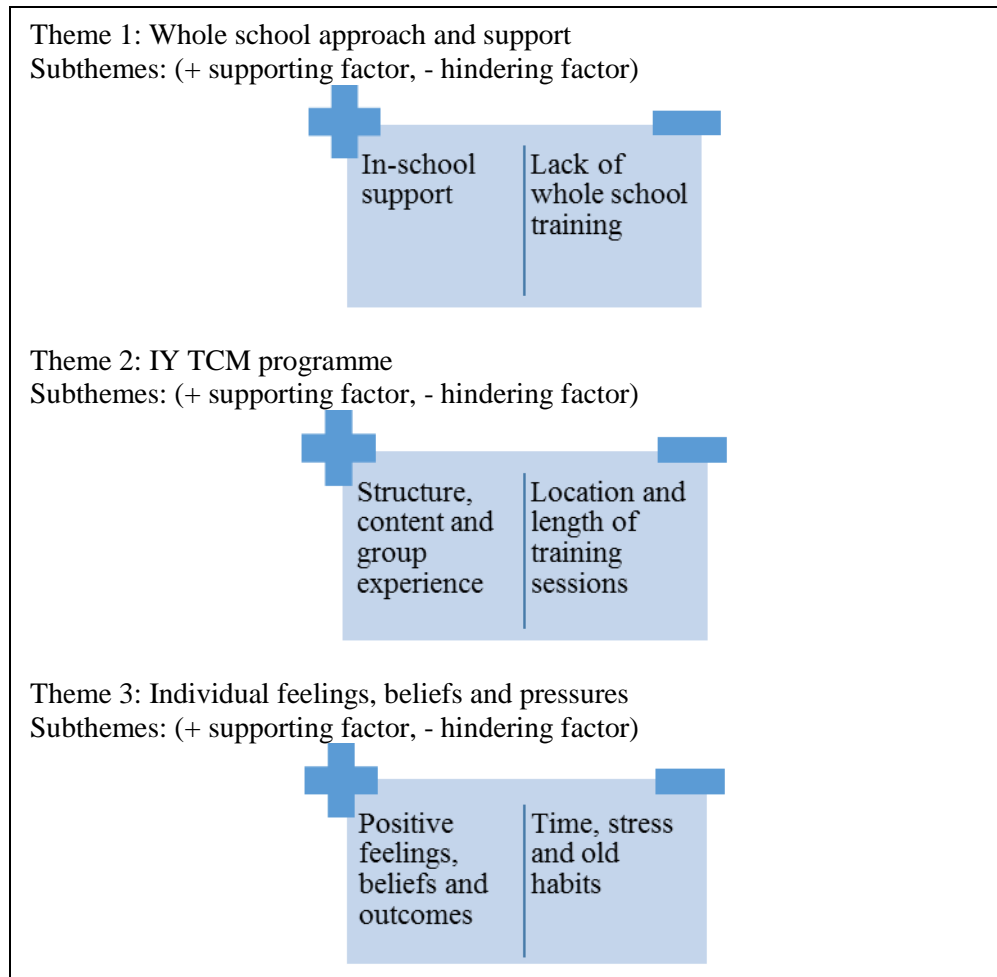 Theme 1: Whole school approach and support
Subthemes: (+ supporting factor, - hindering factor)
In-school
support
Lack of
whole school
training
Theme 2: IY TCM programme
Subthemes: (+ supporting factor, - hindering factor)
Structure,
content and
group
experience
Location and
length of
training
sessions
Theme 3: Individual feelings, beliefs and pressures
Subthemes: (+ supporting factor, - hindering factor)
Positive
feelings,
beliefs and
outcomes
Time, stress
and old
habits